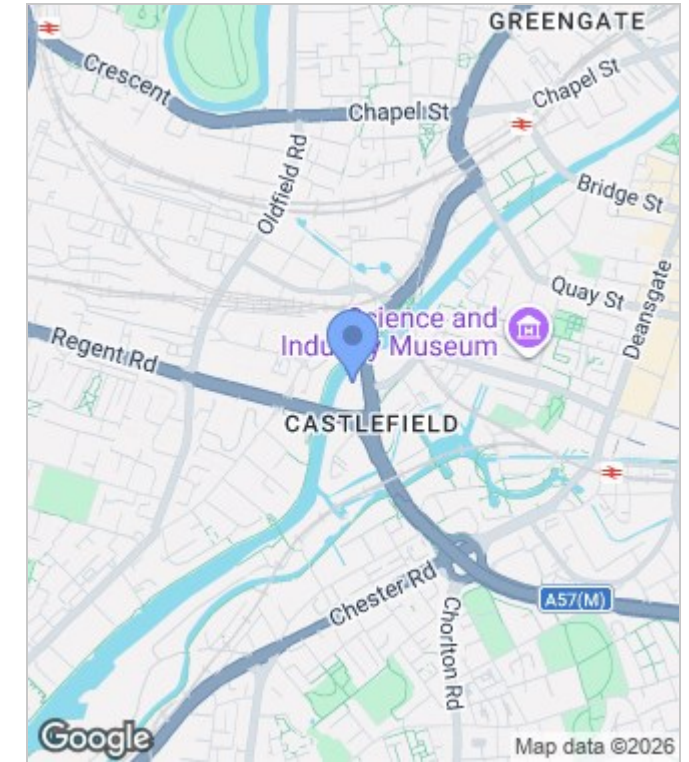 GREENGATE
Crescent
Chapel St
Chapel St
Oldfield Rd
Bridge St
Quay St
Deansgate
Science and
Industry Museum
Regent Rd
CASTLEFIELD
Chester Rd
Chorlton Rd
A57(M)
Google
Map data ©2026